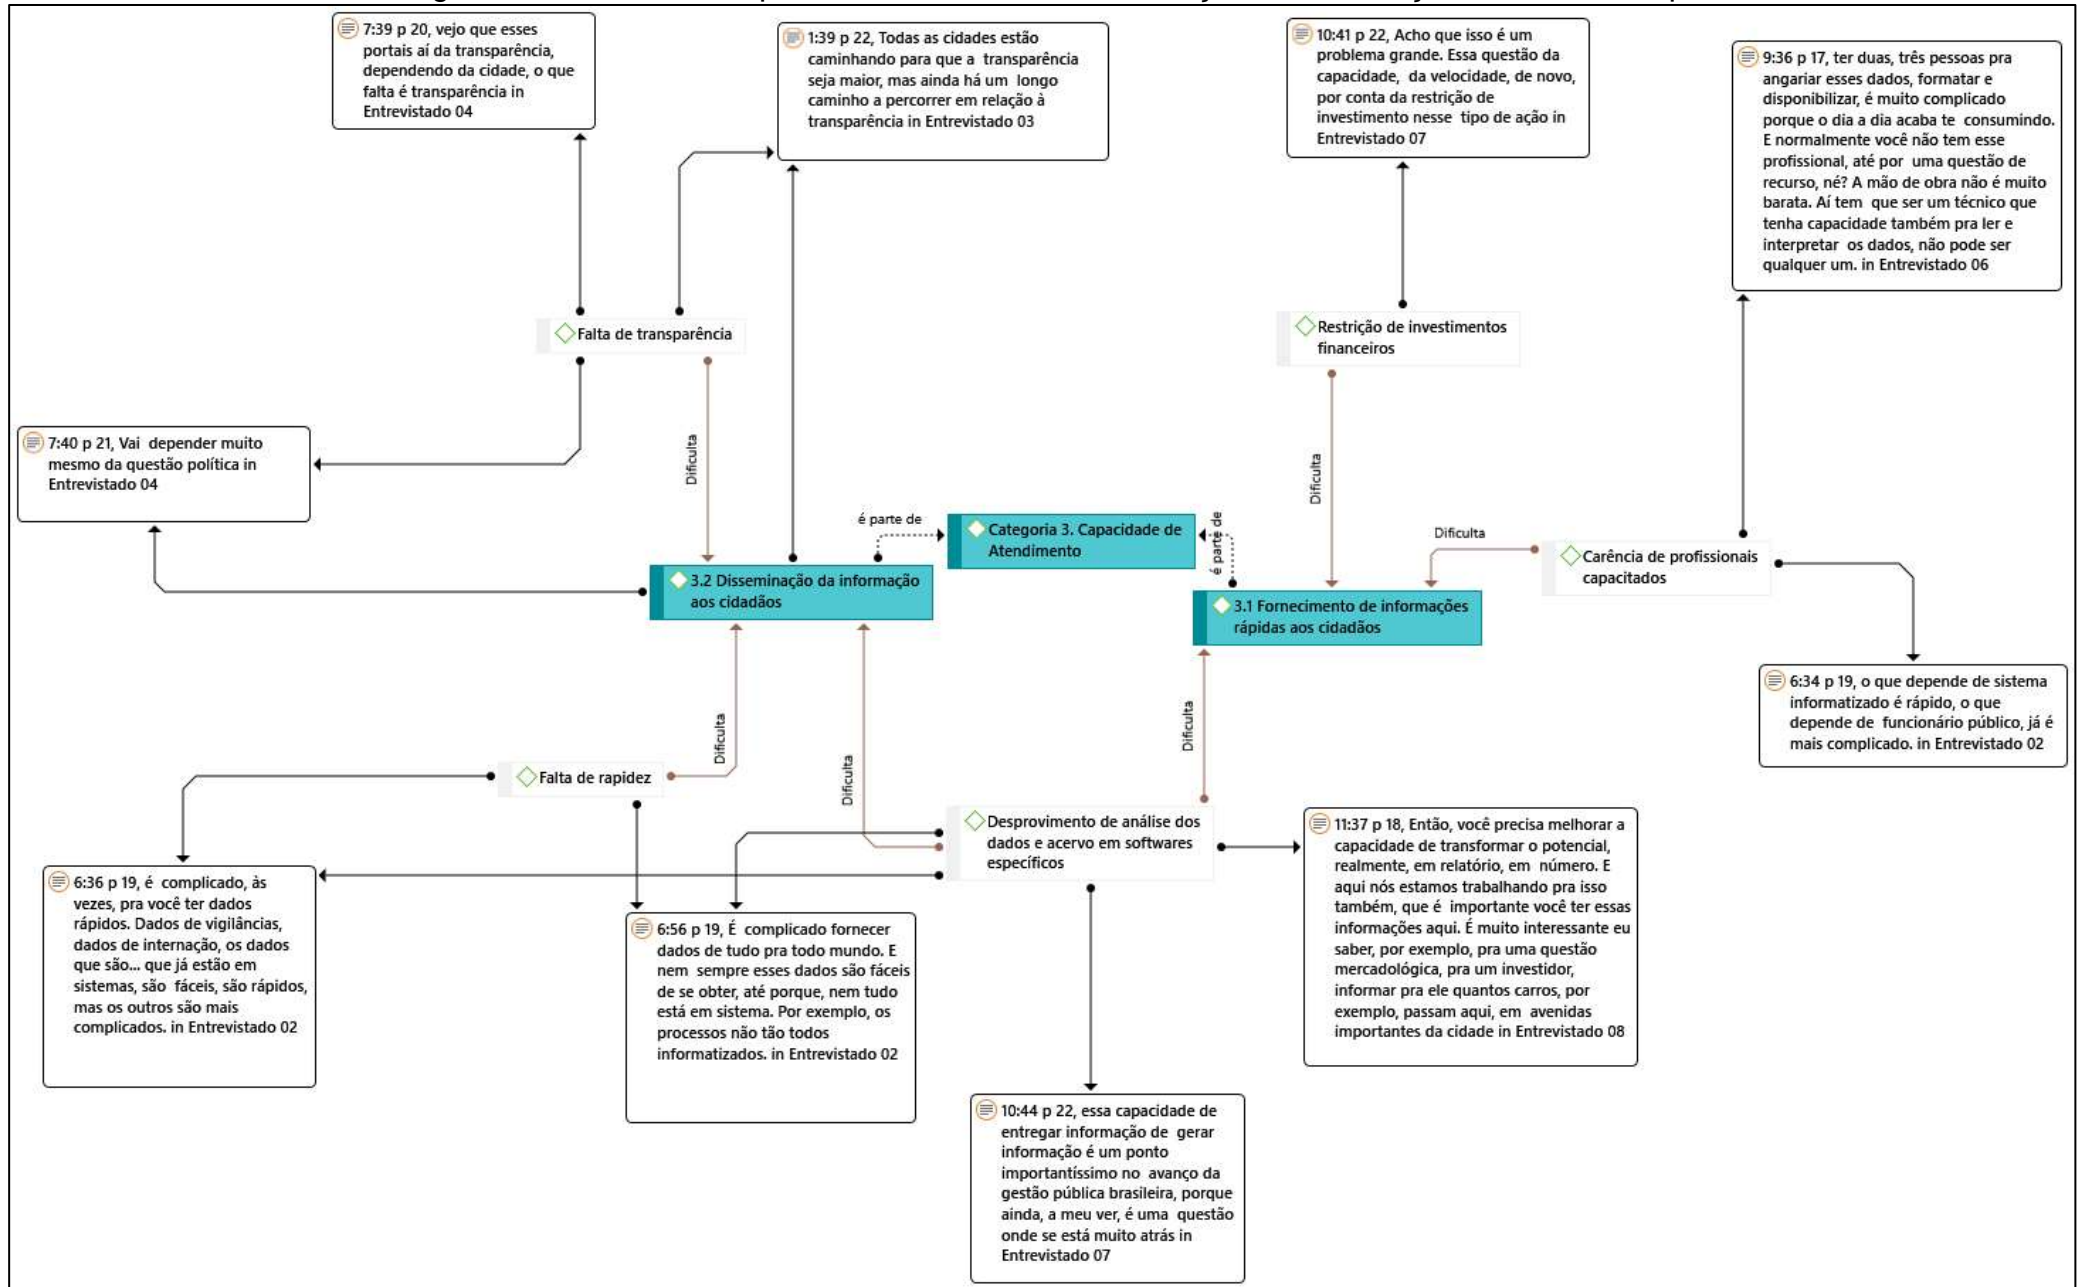 7:39 p 20, vejo que esses
portais aí da transparência,
dependendo da cidade, o que
falta é transparência in
Entrevistado 04
1:39 p 22, Todas as cidades estão
caminhando para que a transparência
seja maior, mas ainda há um longo
caminho a percorrer em relação à
transparência in Entrevistado 03
10:41 p 22, Acho que isso é um
problema grande. Essa questão da
capacidade, da velocidade, de novo,
por conta da restrição de
investimento nesse tipo de ação in
Entrevistado 07
9:36 p 17, ter duas, três pessoas pra
angariar esses dados, formatar e
disponibilizar, é muito complicado
porque o dia a dia acaba te consumindo.
E normalmente você não tem esse
profissional, até por uma questão de
recurso, né? A mão de obra não é muito
barata. Aí tem que ser um técnico que
tenha capacidade também pra ler e
interpretar os dados, não pode ser
qualquer um. in Entrevistado 06
Falta de transparência
Restrição de investimentos
financeiros
7:40 p 21, Vai depender muito
mesmo da questão política in
Entrevistado 04
Dificulta
Dificulta
é parte de
Categoria 3. Capacidade de
Atendimento
é parte de
Dificulta
Carência de profissionais
capacitados
3.2 Disseminação da informação
aos cidadãos
3.1 Fornecimento de informações
rápidas aos cidadãos
6:34 p 19, o que depende de sistema
informatizado é rápido, o que
depende de funcionário público, já é
mais complicado. in Entrevistado 02
Dificulta
Dificulta
Dificulta
Falta de rapidez
Desprovimento de análise dos
dados e acervo em softwares
específicos
11:37 p 18, Então, você precisa melhorar a
capacidade de transformar o potencial,
realmente, em relatório, em número. E
aqui nós estamos trabalhando pra isso
também, que é importante você ter essas
informações aqui. É muito interessante eu
saber, por exemplo, pra uma questão
mercadológica, pra um investidor,
informar pra ele quantos carros, por
exemplo, passam aqui, em avenidas
importantes da cidade in Entrevistado 08
6:36 p 19, é complicado, às
vezes, pra você ter dados
rápidos. Dados de vigilâncias,
dados de internação, os dados
que são... que já estão em
sistemas, são fáceis, são rápidos,
mas os outros são mais
complicados. in Entrevistado 02
6:56 p 19, É complicado fornecer
dados de tudo pra todo mundo. E
nem sempre esses dados são fáceis
de se obter, até porque, nem tudo
está em sistema. Por exemplo, os
processos não tão todos
informatizados. in Entrevistado 02
10:44 p 22, essa capacidade de
entregar informação de gerar
informação é um ponto
importantíssimo no avanço da
gestão pública brasileira, porque
ainda, a meu ver, é uma questão
onde se está muito atrás in
Entrevistado 07